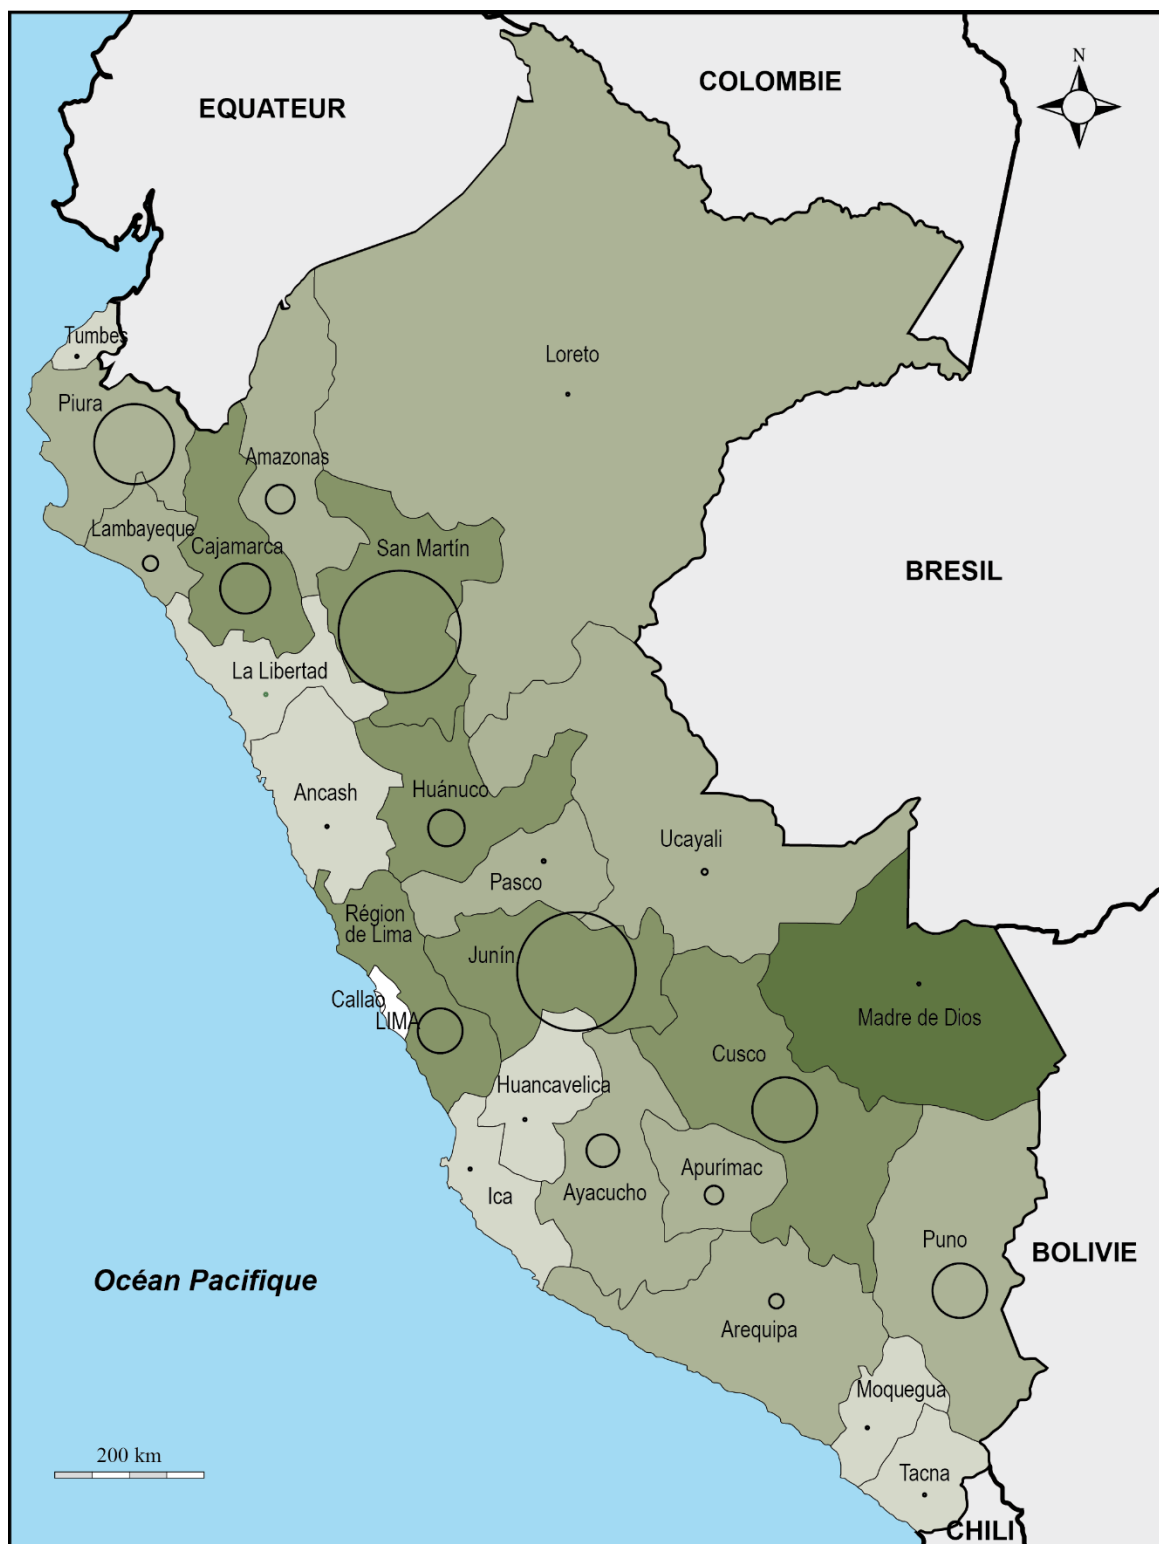 N
COLOMBIE
EQUATEUR
Tumbes
Loreto
Piura
Amazonas
Lambayeque
Cajamarca
San Martín
BRESIL
La Libertad
Ancash
Huánuco
Ucayali
Pasco
Région
de Lima
Junín
Callao
LIMA
Madre de Dios
Cusco
Huancavelica
Apurímac
Ica
Ayacucho
Puno
BOLIVIE
Océan Pacifique
Arequipa
Moquegua
200 km
Tacna
CHILI